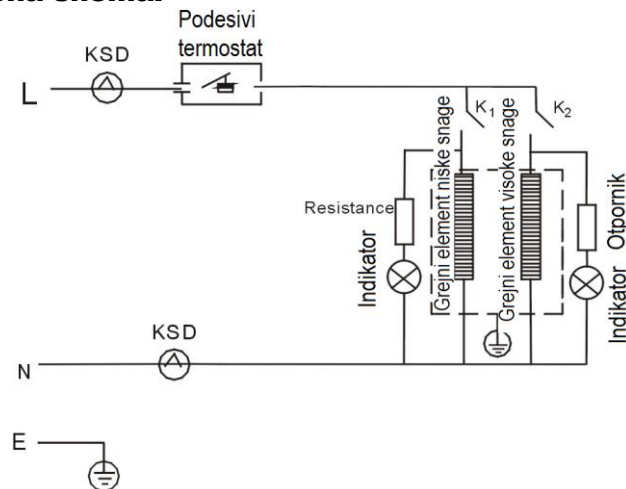 Podesivi
termostat
KSD
L
K1
K2
Grejni element niske snage
Grejni element visoke snage
Resistance
Otpornik
Indikator
Indikator
KSD
N
E